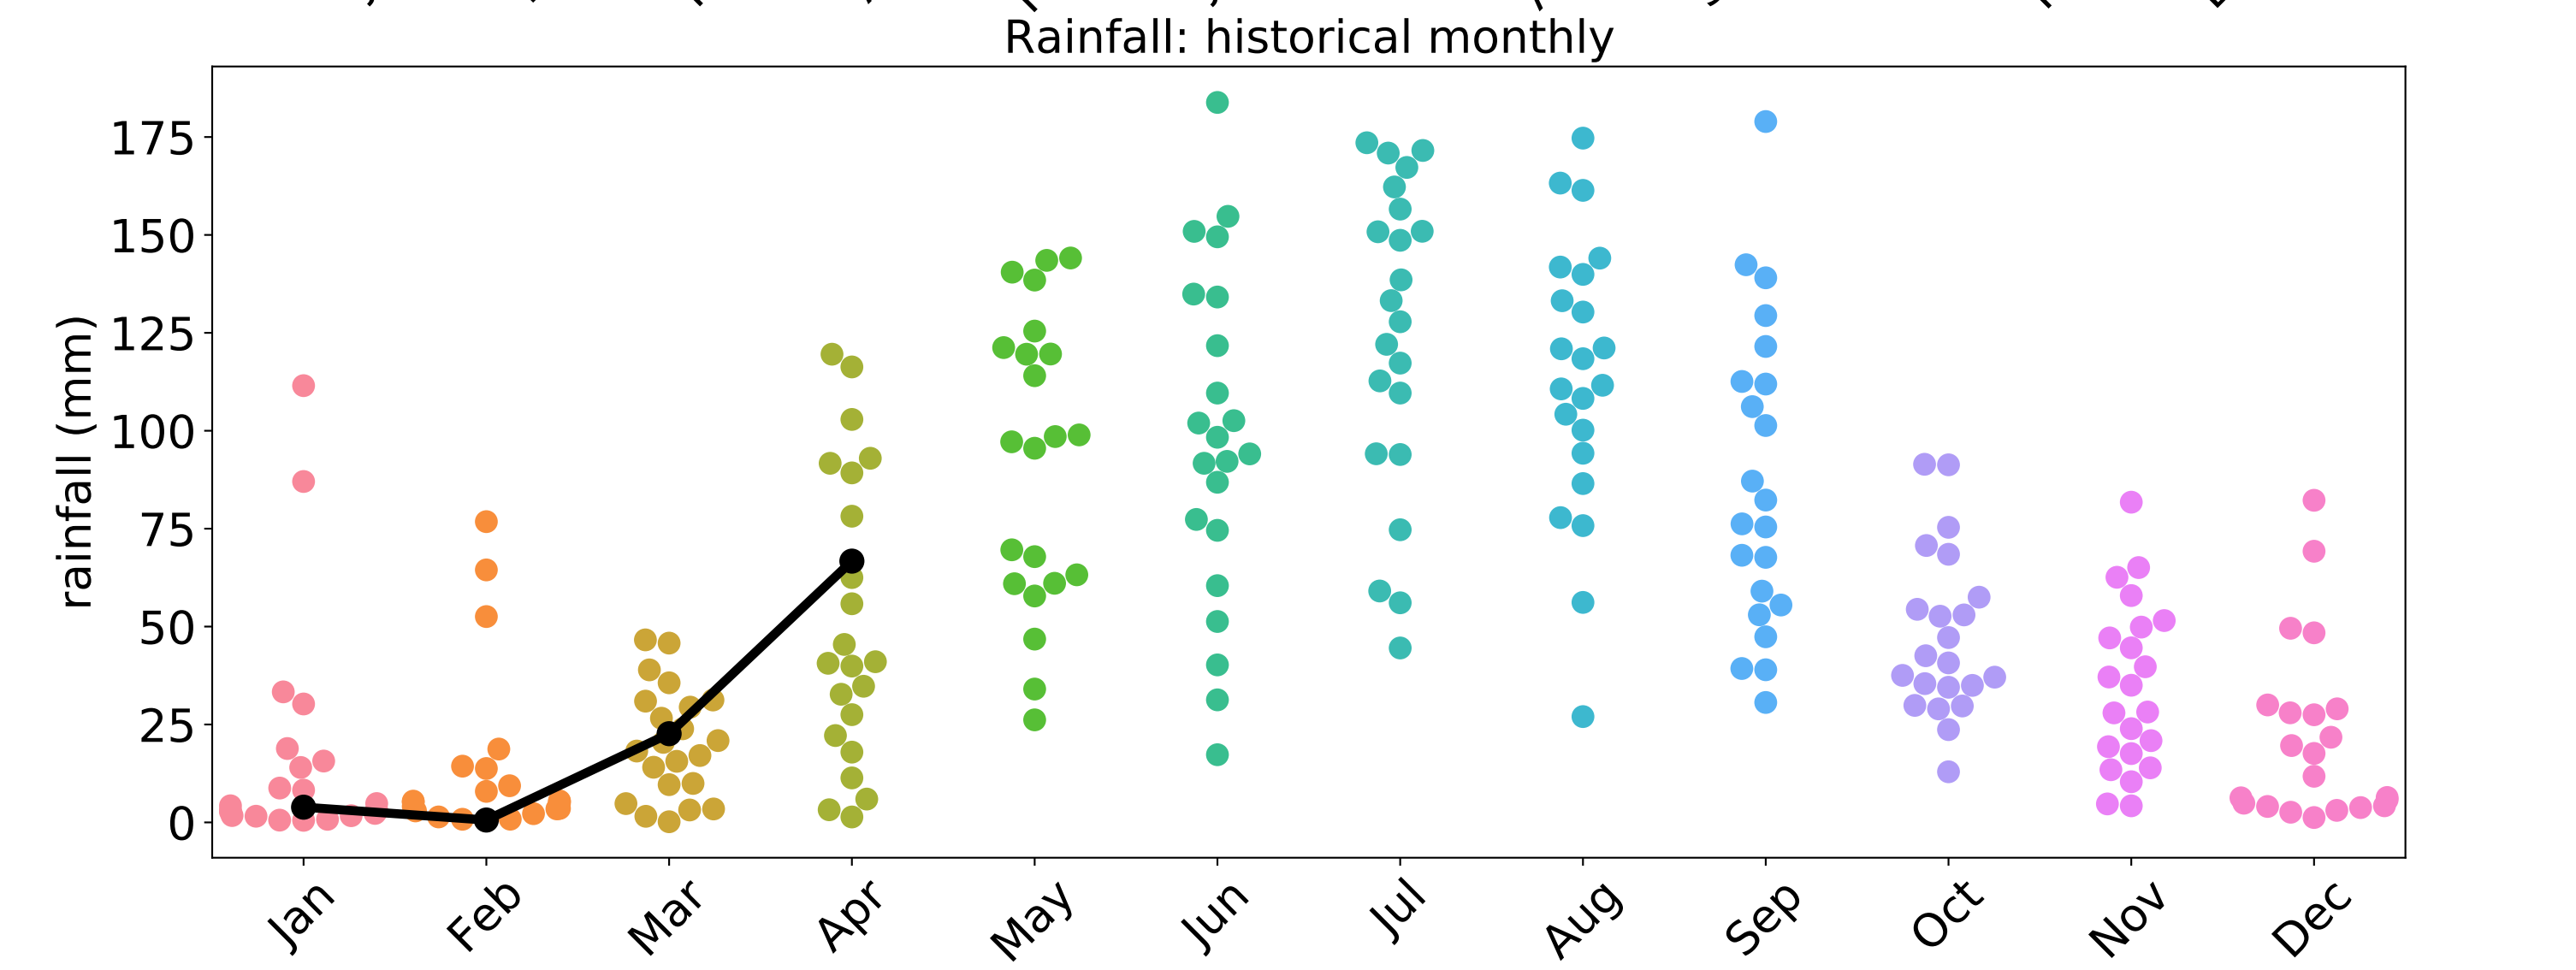 Rainfall: historical monthly
rainfall (mm)
175
150
125
100
75
50
25
0
Jan
Feb
Mar
Apr
May
Jun
Jul
Aug
Sep
Oct
Nov
Dec